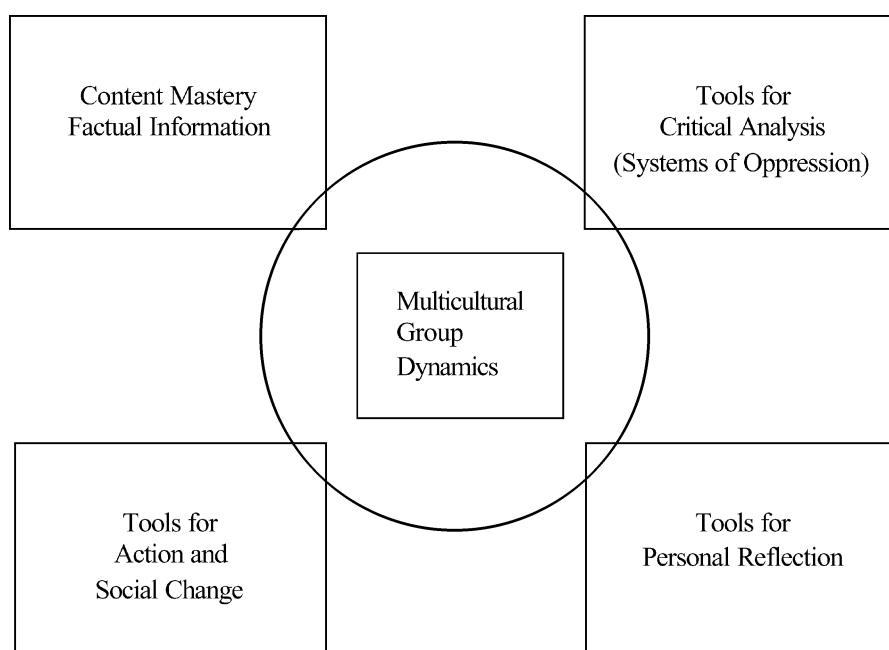 Content Mastery
Factual Information
Tools for
Critical Analysis
(Systems of Oppression)
Multicultural
Group
Dynamics
Tools for
Action and
Social Change
Tools for
Personal Reflection